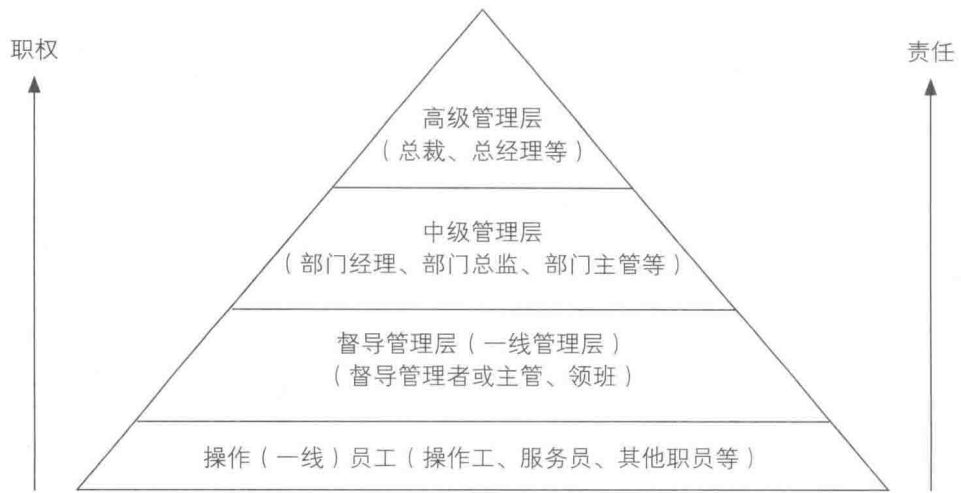 职权
责任
高级管理层
（总裁、总经理等）
中级管理层
（部门经理、部门总监、部门主管等）
督导管理层（一线管理层）
（督导管理者或主管、领班）
操作（一线）员工（操作工、服务员、其他职员等）